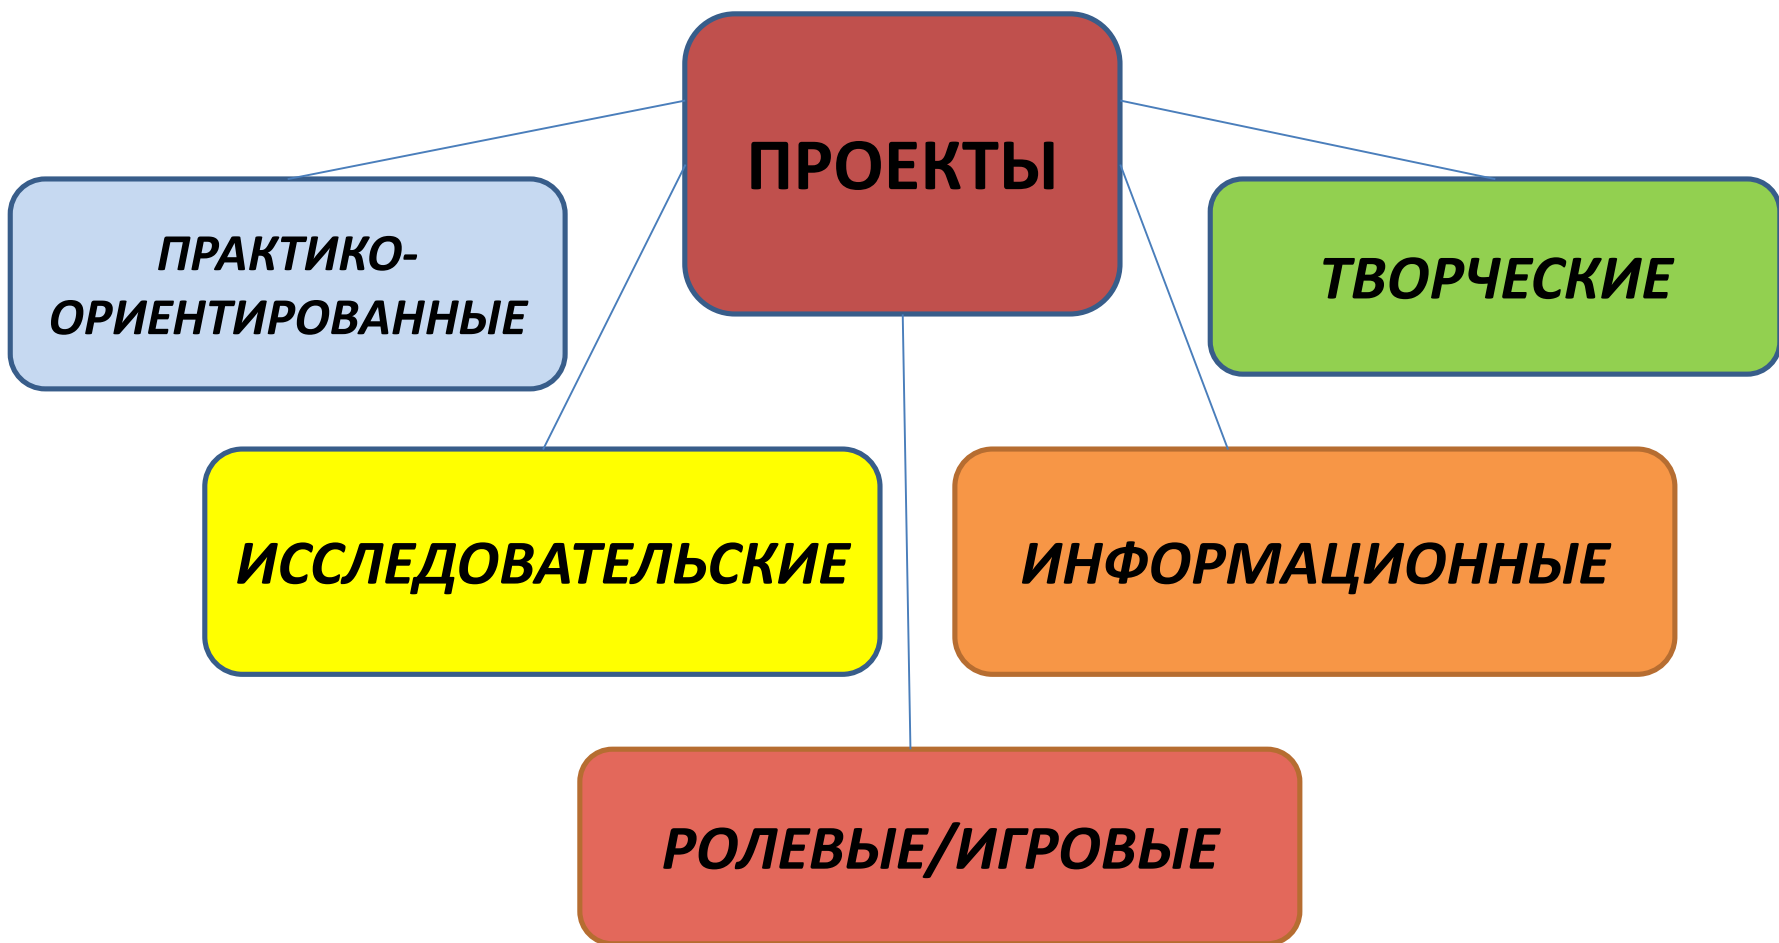 ПРОЕКТЫ
ПРАКТИКО-
ОРИЕНТИРОВАННЫЕ
ТВОРЧЕСКИЕ
ИССЛЕДОВАТЕЛЬСКИЕ
ИНФОРМАЦИОННЫЕ
РОЛЕВЫЕ/ИГРОВЫЕ